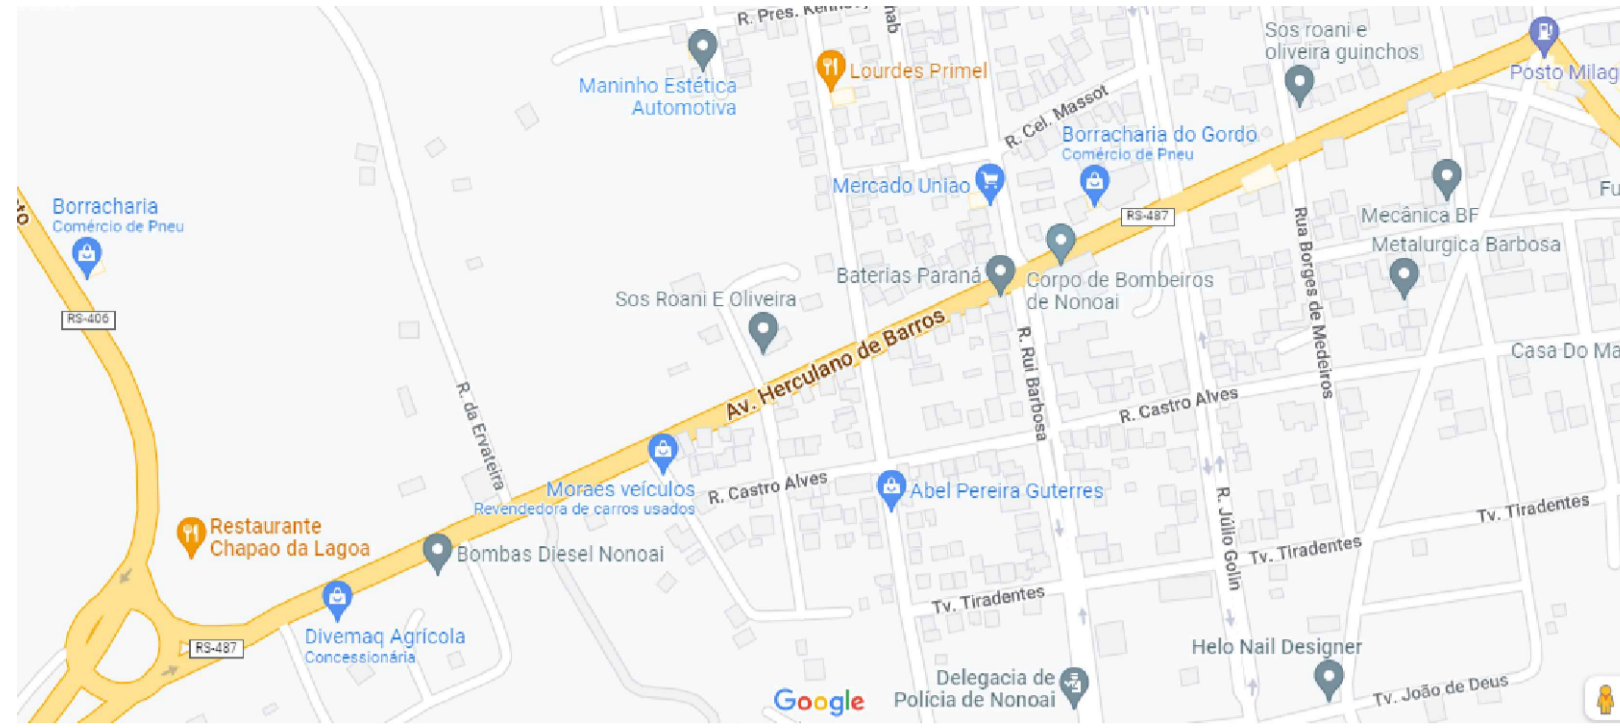 R. Pres. Kennedy
nab
Sos roani e
oliveira guinchos
Lourdes Primel
Posto Milag
Maninho Estética
Automotiva
R. Cel. Massot
Borracharia do Gordo
Comércio de Pneu
Mercado Uniao
Borracharia
Comércio de Pneu
to
RS-487
Mecânica BF
Fu
Metalurgica Barbosa
Rua Borges de Medeiros
Baterias Paraná
Corpo de Bombeiros
de Nonoai
Sos Roani E Oliveira
RS-406
Av. Herculano de Barros
R. Rui Barbosa
Casa Do Ma
R. da Ervateira
R. Castro Alves
Moraes veículos
Revendedora de carros usados
R. Castro Alves
Abel Pereira Guterres
R. Júlio Golin
Tv. Tiradentes
Restaurante
Chapao da Lagoa
Bombas Diesel Nonoai
Tv. Tiradentes
Tv. Tiradentes
Divemaq Agrícola
Concessionária
RS-487
Helo Nail Designer
Delegacia de
Polícia de Nonoai
Tv. João de Deus
Google